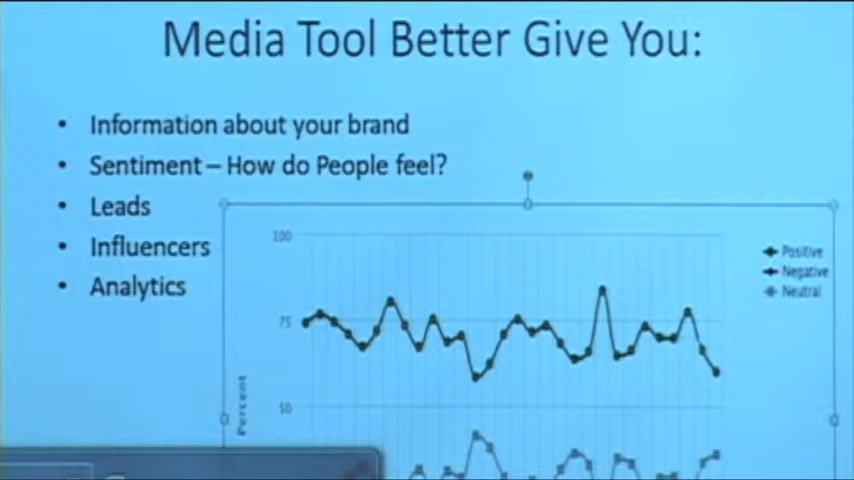 Media Tool Better Give You:
• Information about your brand
• Sentiment – How do People feel?
• Leads
• Influencers
• Analytics
100
75
50
Percent
Positive
Negative
Neutral